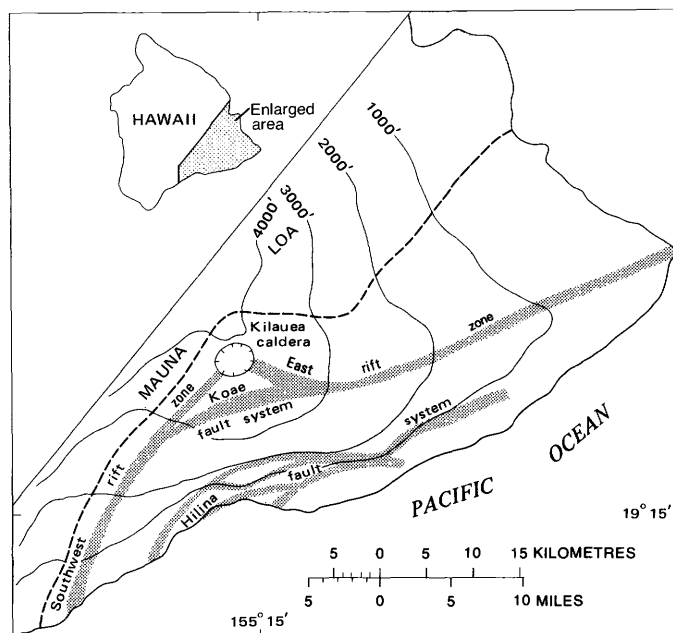 HAWAII
Enlarged
area
1000'
2000'
3000'
4000'
LOA
MAUNA
Kilauea
caldera
East
rift
zone
Koae
fault system
zone
rift
Southwest
Hilina
fault
system
PACIFIC
OCEAN
19° 15'
5 0 5 10 15 KILOMETRES
5 0 5 10 MILES
155° 15'